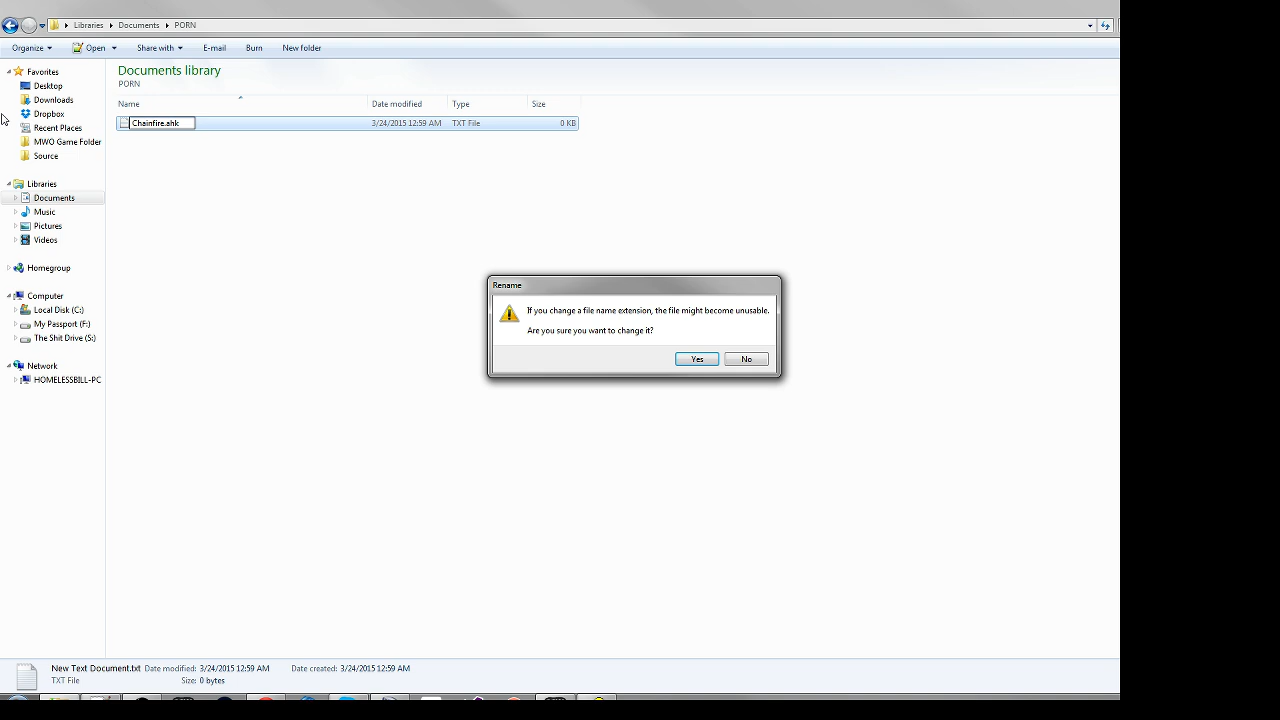 Libraries ▸ Documents ▸ PORN
Organize Open Share with E-mail Burn New folder
Favorites
Desktop
Downloads
Dropbox
Recent Places
MWO Game Folder
Source
Libraries
Documents
Music
Pictures
Videos
Homegroup
Computer
Local Disk (C:)
My Passport (F:)
The Shit Drive (S:)
Network
HOMELESSBILL-PC
Documents library
PORN
Name Date modified Type Size
Chainfire.ahk 3/24/2015 12:59 AM TXT File 0 KB
Rename
If you change a file name extension, the file might become unusable.
Are you sure you want to change it?
Yes No
New Text Document.txt Date modified: 3/24/2015 12:59 AM Date created: 3/24/2015 12:59 AM
TXT File Size: 0 bytes